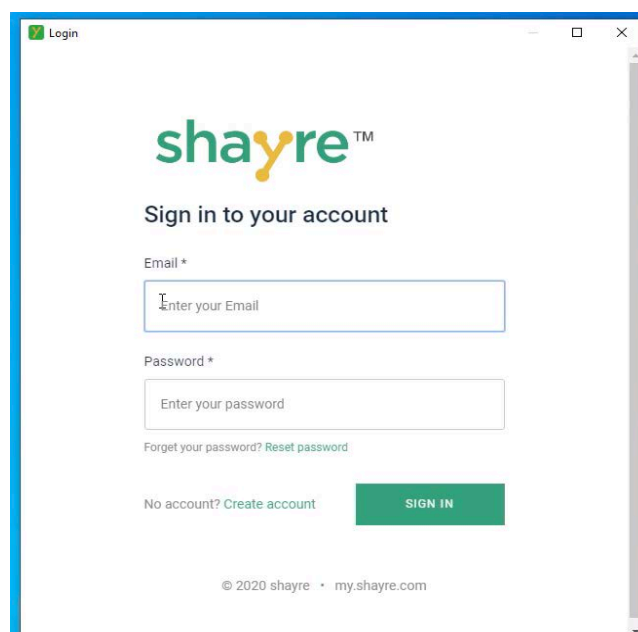 Login
shayre™
Sign in to your account
Email *
Enter your Email
Password *
Enter your password
Forget your password? Reset password
No account? Create account SIGN IN
© 2020 shayre • my.shayre.com